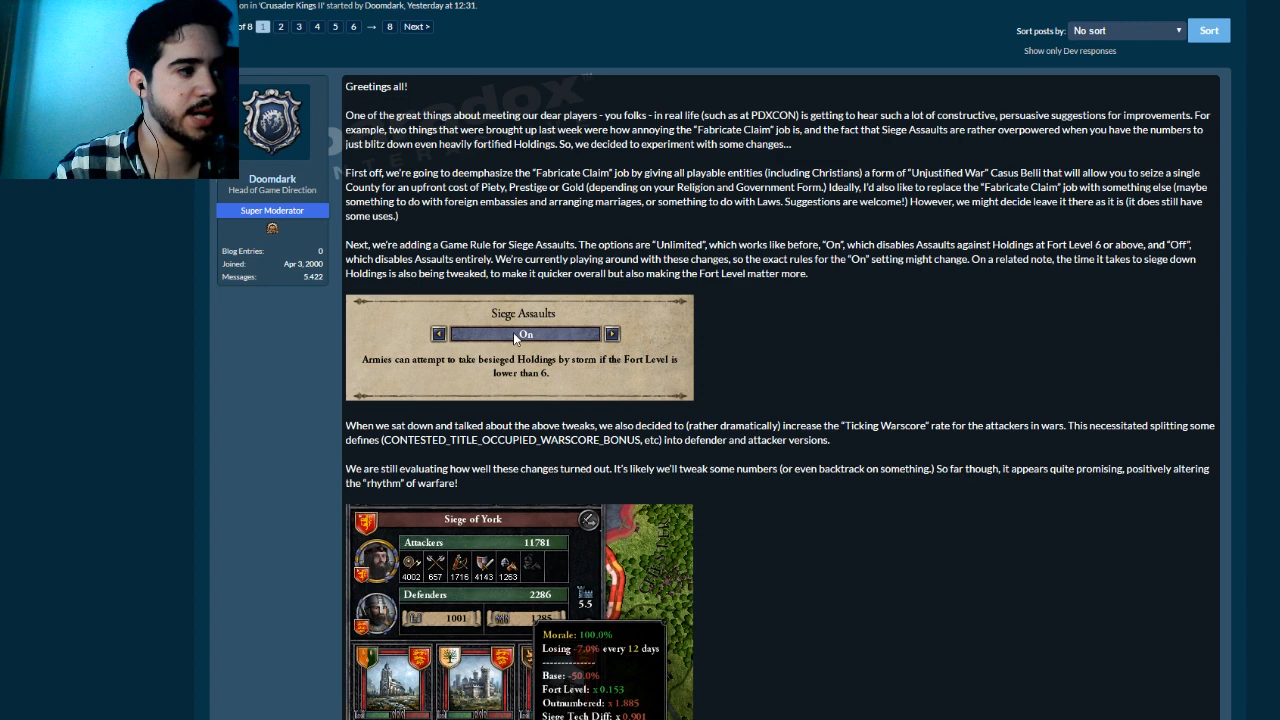 on in 'Crusader Kings II' started by Doomdark, Yesterday at 12:31.
of 8 1 2 3 4 5 6 → 8 Next >
Sort posts by: No sort Sort
Show only Dev responses
Doomdark
Head of Game Direction
Super Moderator
Blog Entries: 0
Joined: Apr 3, 2000
Messages: 5.422
Greetings all!
One of the great things about meeting our dear players - you folks - in real life (such as at PDXCON) is getting to hear such a lot of constructive, persuasive suggestions for improvements. For
example, two things that were brought up last week were how annoying the "Fabricate Claim" job is, and the fact that Siege Assaults are rather overpowered when you have the numbers to
just blitz down even heavily fortified Holdings. So, we decided to experiment with some changes...
First off, we're going to deemphasize the "Fabricate Claim" job by giving all playable entities (including Christians) a form of "Unjustified War" Casus Belli that will allow you to seize a single
County for an upfront cost of Piety, Prestige or Gold (depending on your Religion and Government Form.) Ideally, I'd also like to replace the "Fabricate Claim" job with something else (maybe
something to do with foreign embassies and arranging marriages, or something to do with Laws. Suggestions are welcome!) However, we might decide leave it there as it is (it does still have
some uses.)
Next, we're adding a Game Rule for Siege Assaults. The options are "Unlimited", which works like before, "On", which disables Assaults against Holdings at Fort Level 6 or above, and "Off",
which disables Assaults entirely. We're currently playing around with these changes, so the exact rules for the "On" setting might change. On a related note, the time it takes to siege down
Holdings is also being tweaked, to make it quicker overall but also making the Fort Level matter more.
Siege Assaults
On
Armies can attempt to take besieged Holdings by storm if the Fort Level is
lower than 6.
When we sat down and talked about the above tweaks, we also decided to (rather dramatically) increase the "Ticking Warscore" rate for the attackers in wars. This necessitated splitting some
defines (CONTESTED_TITLE_OCCUPIED_WARSCORE_BONUS, etc) into defender and attacker versions.
We are still evaluating how well these changes turned out. It's likely we'll tweak some numbers (or even backtrack on something.) So far though, it appears quite promising, positively altering
the "rhythm" of warfare!
Siege of York
Attackers 11781
4002 657 1716 4143 1263
Defenders 2286
5.5
1001 1285
Morale: 100.0%
Losing -7.0% every 12 days
--------------
Base: -50.0%
Fort Level: x 0.153
Outnumbered: x 1.885
Siege Tech Diff: x 0.901